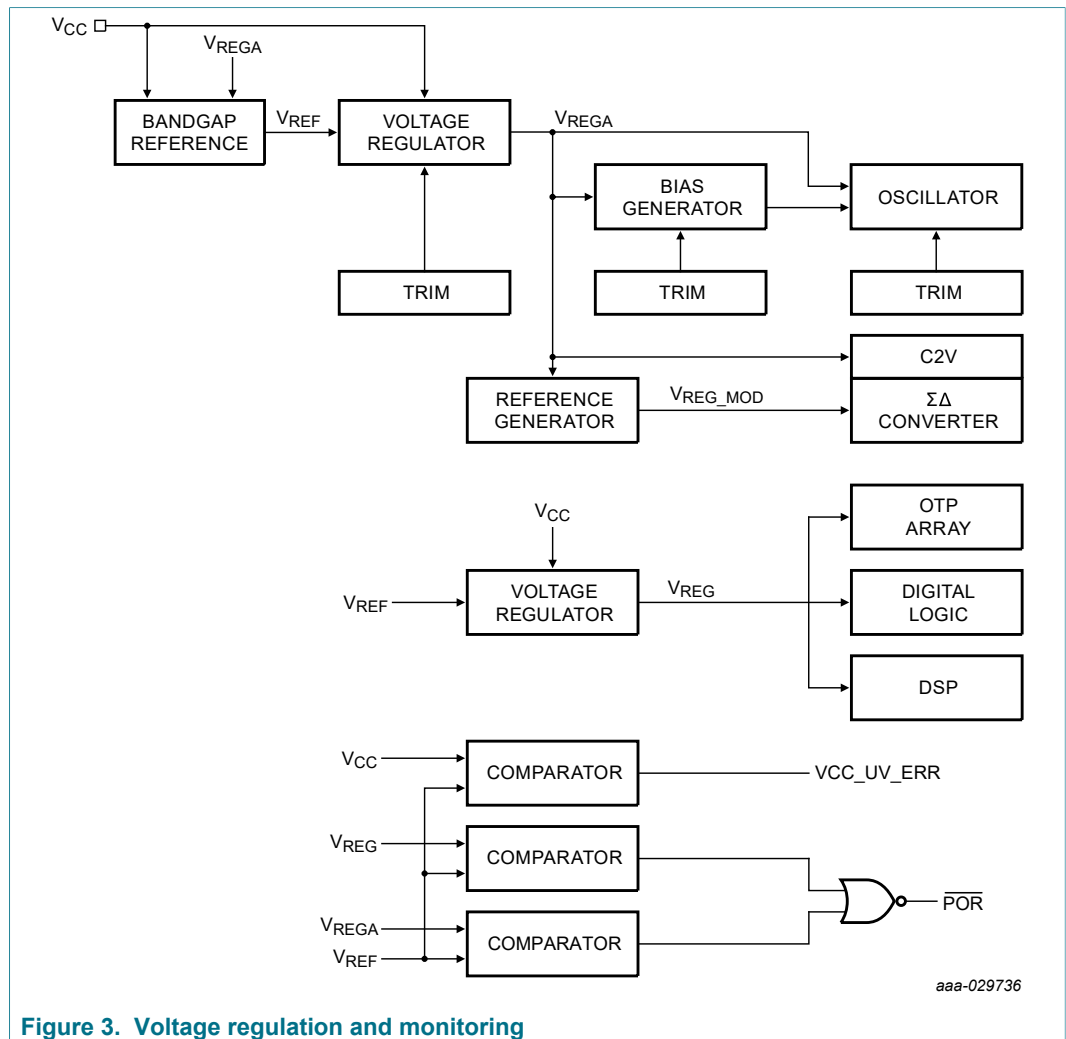 VCC
VREGA
BANDGAP
REFERENCE
VREF
VOLTAGE
REGULATOR
VREGA
BIAS
GENERATOR
OSCILLATOR
TRIM
TRIM
TRIM
C2V
REFERENCE
GENERATOR
VREG_MOD
ΣΔ
CONVERTER
VCC
OTP
ARRAY
VREF
VOLTAGE
REGULATOR
VREG
DIGITAL
LOGIC
DSP
VCC
COMPARATOR
VCC_UV_ERR
VREG
COMPARATOR
POR
VREGA
VREF
COMPARATOR
aaa-029736
Figure 3. Voltage regulation and monitoring